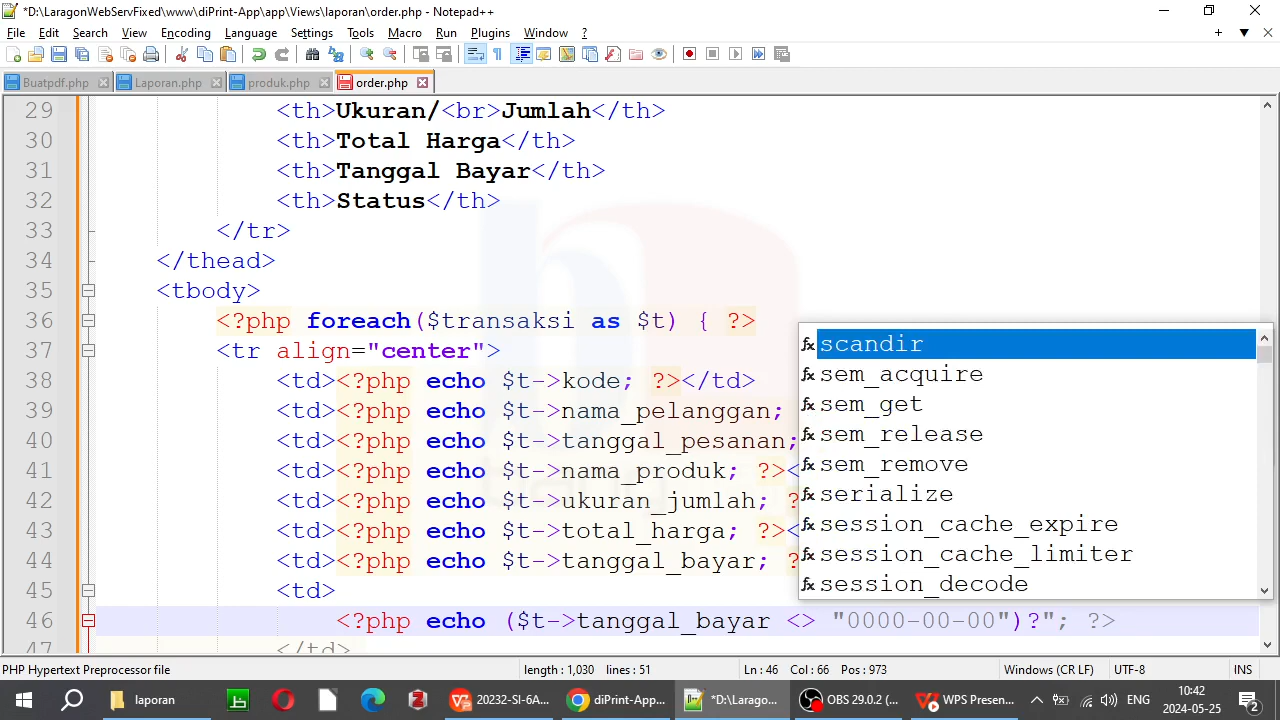 *D:\LaragonWebServFixed\www\diPrint-App\app\Views\laporan\order.php - Notepad++
File Edit Search View Encoding Language Settings Tools Macro Run Plugins Window ?
Buatpdf.php Laporan.php produk.php order.php
29 <th>Ukuran/<br>Jumlah</th>
30 <th>Total Harga</th>
31 <th>Tanggal Bayar</th>
32 <th>Status</th>
33 </tr>
34 </thead>
35 <tbody>
36 <?php foreach($transaksi as $t) { ?>
37 <tr align="center">
38 <td><?php echo $t->kode; ?></td>
39 <td><?php echo $t->nama_pelanggan;
40 <td><?php echo $t->tanggal_pesanan;
41 <td><?php echo $t->nama_produk; ?><
42 <td><?php echo $t->ukuran_jumlah; ?
43 <td><?php echo $t->total_harga; ?><
44 <td><?php echo $t->tanggal_bayar; ?
45 <td>
46 <?php echo ($t->tanggal_bayar <> "0000-00-00")?"; ?>
47 </td>
scandir
sem_acquire
sem_get
sem_release
sem_remove
serialize
session_cache_expire
session_cache_limiter
session_decode
PHP Hypertext Preprocessor file length : 1,030 lines : 51 Ln : 46 Col : 66 Pos : 973 Windows (CR LF) UTF-8 INS
laporan 20232-SI-6A... diPrint-App... *D:\Larago... OBS 29.0.2 (... WPS Presen... ENG 10:42
2024-05-25 2